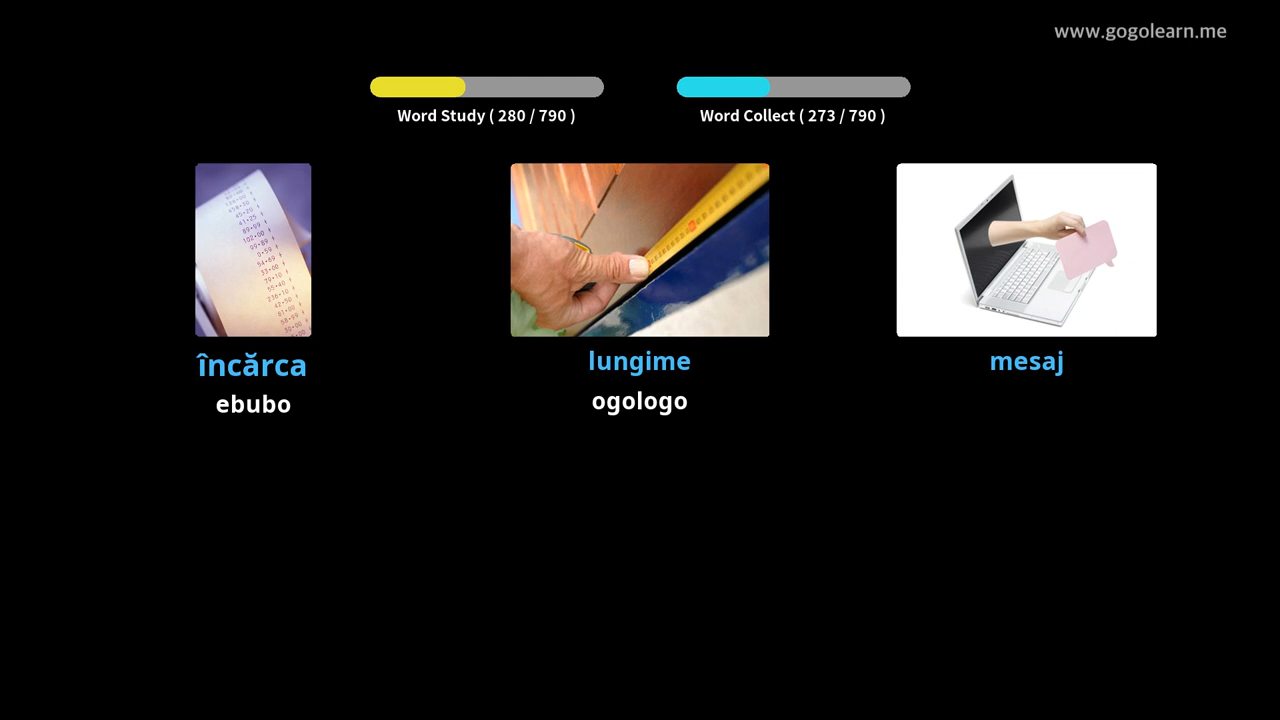 www.gogolearn.me
Word Study ( 280 / 790 )
Word Collect ( 273 / 790 )
încărca
ebubo
lungime
ogologo
mesaj